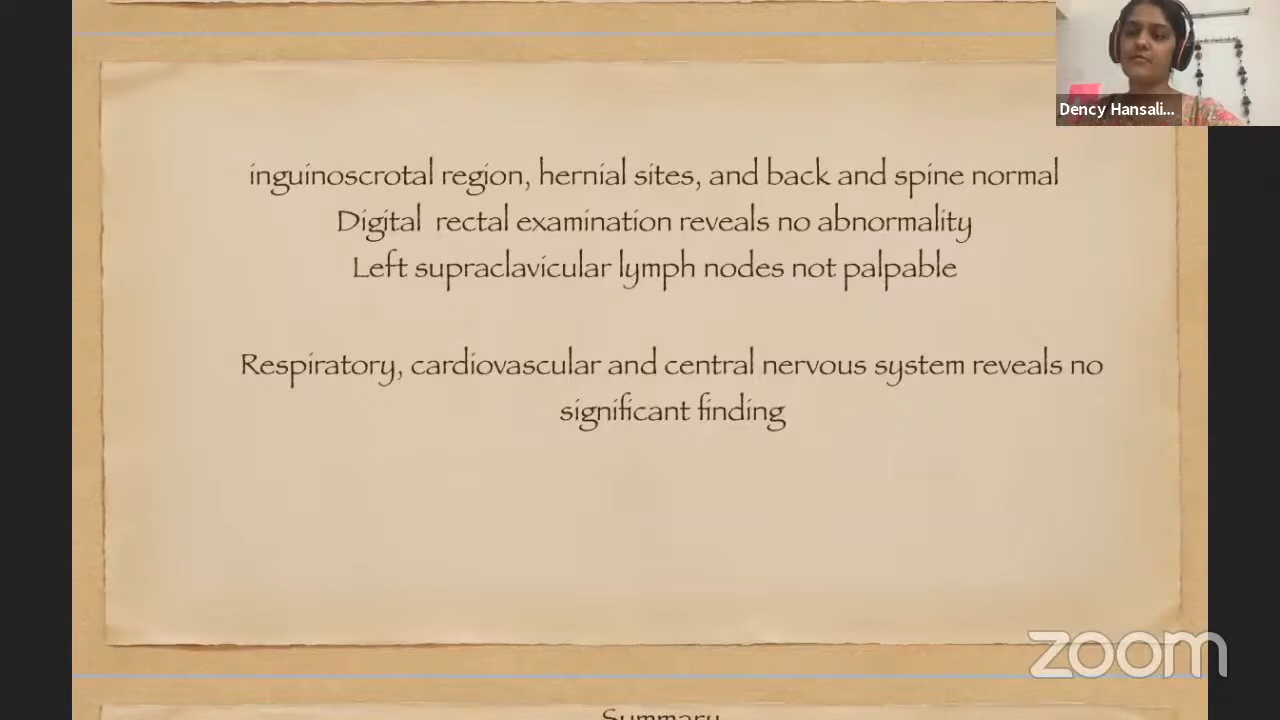 Dency Hansali...
inguinoscrotal region, hernial sites, and back and spine normal
Digital rectal examination reveals no abnormality
Left supraclavicular lymph nodes not palpable
Respiratory, cardiovascular and central nervous system reveals no
significant finding
zoom
Summary